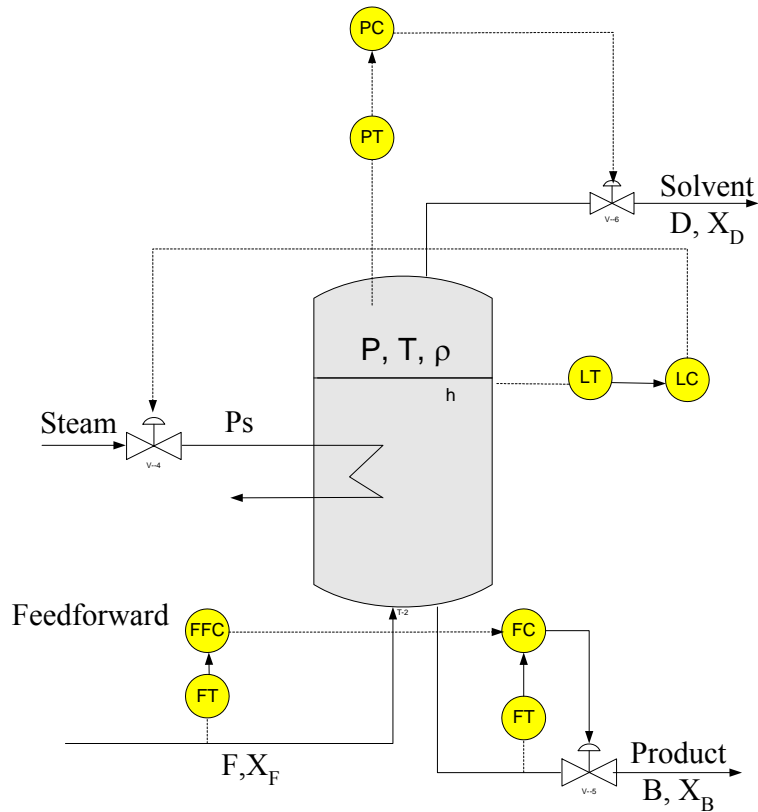 PC
PT
Solvent
V--6
D, X_D
P, T, ρ
LT
LC
h
Steam
Ps
V--4
Feedforward
T-2
FFC
FC
FT
FT
Product
F,X_F
V--5
B, X_B